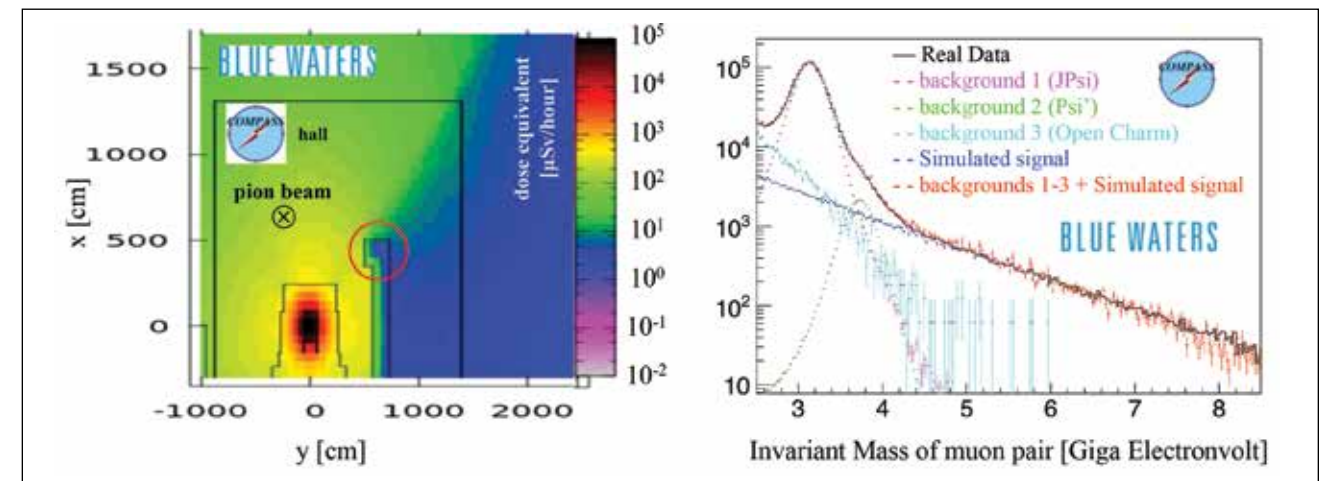 BLUE WATERS
COMPASS
hall
pion beam
1500
1000
500
0
x [cm]
-1000
0
1000
2000
y [cm]
dose equivalent
[µSv/hour]
10⁵
10⁴
10³
10²
10¹
10⁰
10⁻¹
10⁻²
Real Data
background 1 (JPsi)
background 2 (Psi')
background 3 (Open Charm)
Simulated signal
backgrounds 1-3 + Simulated signal
COMPASS
BLUE WATERS
10⁵
10⁴
10³
10²
10
3
4
5
6
7
8
Invariant Mass of muon pair [Giga Electronvolt]